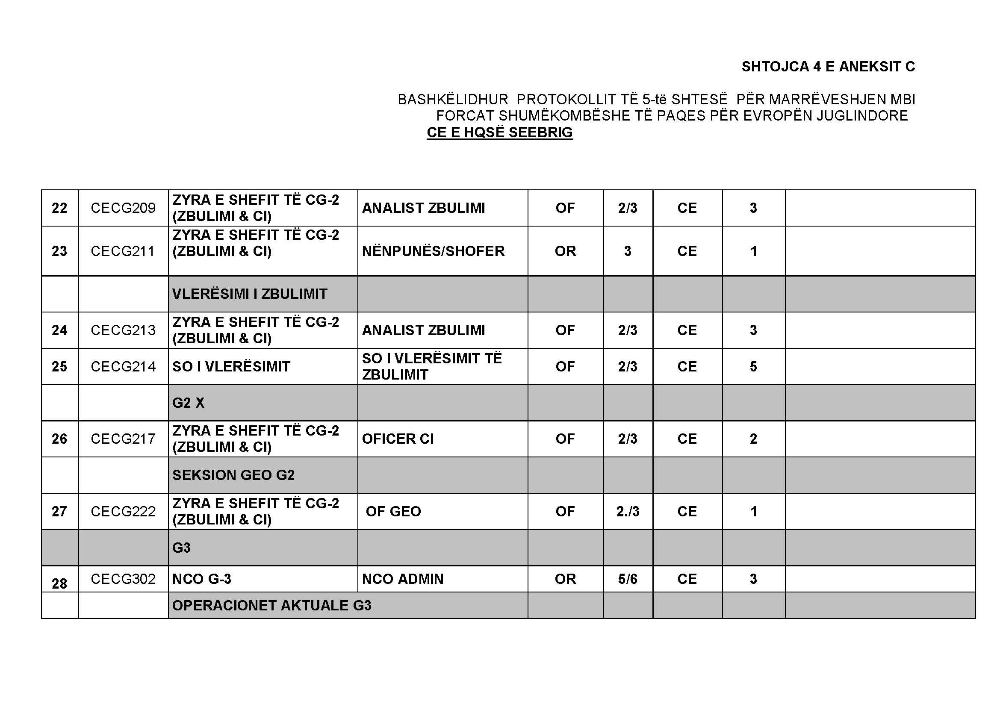 SHTOJCA 4 E ANEKSIT C
BASHKËLIDHUR PROTOKOLLIT TË 5-të SHTESË PËR MARRËVESHJEN MBI
FORCAT SHUMËKOMBËSHE TË PAQES PËR EVROPËN JUGLINDORE
CE E HQSË SEEBRIG
22 CECG209 ZYRA E SHEFIT TË CG-2 (ZBULIMI & CI) ANALIST ZBULIMI OF 2/3 CE 3
23 CECG211 ZYRA E SHEFIT TË CG-2 (ZBULIMI & CI) NËNPUNËS/SHOFER OR 3 CE 1
VLERËSIMI I ZBULIMIT
24 CECG213 ZYRA E SHEFIT TË CG-2 (ZBULIMI & CI) ANALIST ZBULIMI OF 2/3 CE 3
25 CECG214 SO I VLERËSIMIT SO I VLERËSIMIT TË ZBULIMIT OF 2/3 CE 5
G2 X
26 CECG217 ZYRA E SHEFIT TË CG-2 (ZBULIMI & CI) OFICER CI OF 2/3 CE 2
SEKSION GEO G2
27 CECG222 ZYRA E SHEFIT TË CG-2 (ZBULIMI & CI) OF GEO OF 2./3 CE 1
G3
28 CECG302 NCO G-3 NCO ADMIN OR 5/6 CE 3
OPERACIONET AKTUALE G3